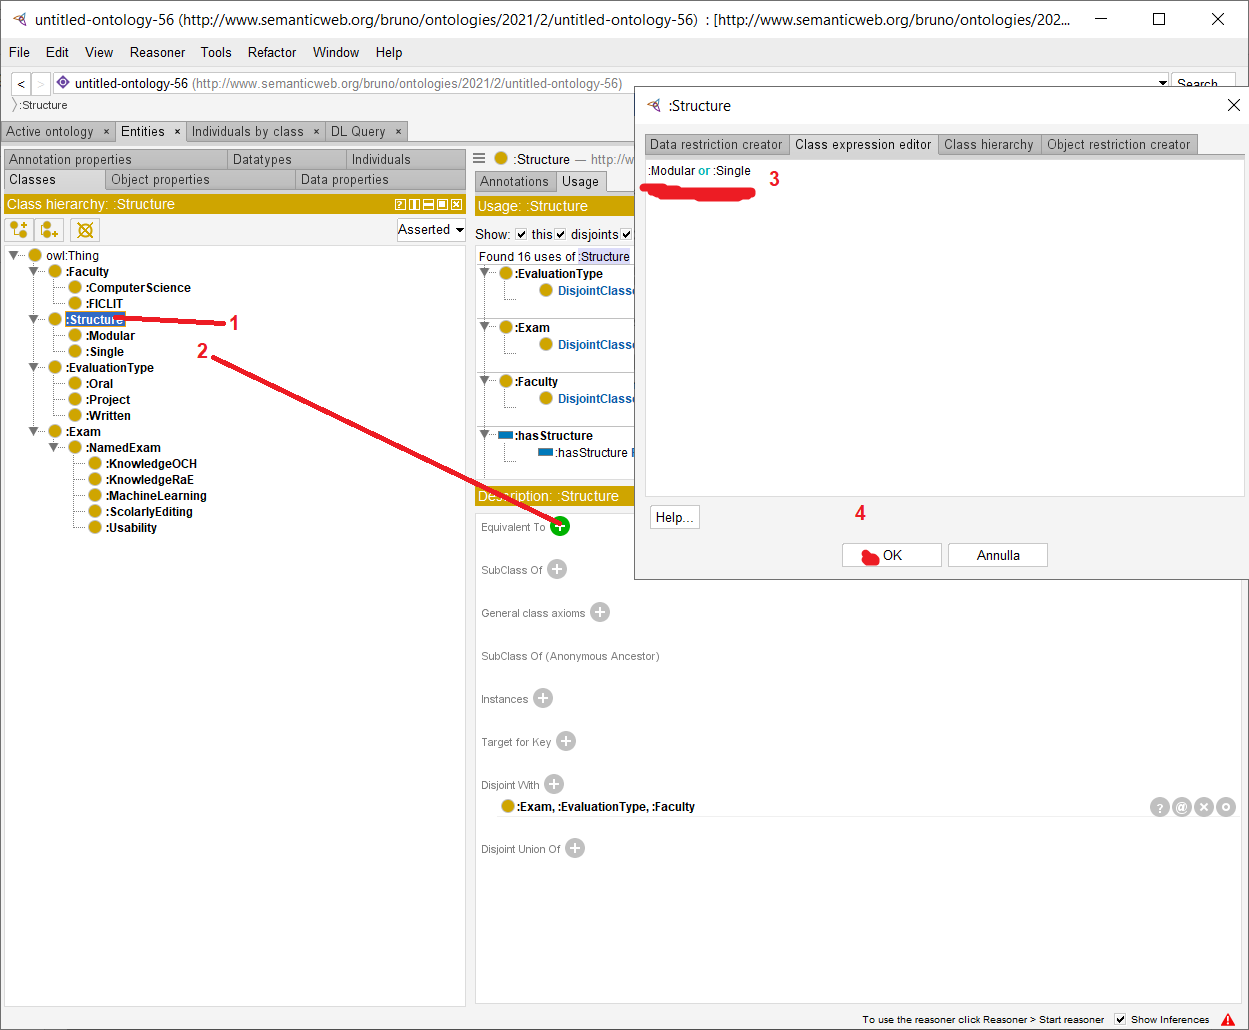 untitled-ontology-56 (http://www.semanticweb.org/bruno/ontologies/2021/2/untitled-ontology-56) : [http://www.semanticweb.org/bruno/ontologies/202...
File Edit View Reasoner Tools Refactor Window Help
< > untitled-ontology-56 (http://www.semanticweb.org/bruno/ontologies/2021/2/untitled-ontology-56) Search...
:Structure
Active ontology × Entities × Individuals by class × DL Query ×
Annotation properties Datatypes Individuals
Classes Object properties Data properties
Class hierarchy: :Structure
Asserted
owl:Thing
:Faculty
:ComputerScience
:FICLIT
:Structure
:Modular
:Single
:EvaluationType
:Oral
:Project
:Written
:Exam
:NamedExam
:KnowledgeOCH
:KnowledgeRaE
:MachineLearning
:ScolarlyEditing
:Usability
1
2
:Structure — http://w
Annotations Usage
Usage: :Structure
Show: this disjoints
Found 16 uses of :Structure
:EvaluationType
DisjointClasse
:Exam
DisjointClasse
:Faculty
DisjointClasse
:hasStructure
:hasStructure
Description: :Structure
Equivalent To
SubClass Of
General class axioms
SubClass Of (Anonymous Ancestor)
Instances
Target for Key
Disjoint With
:Exam, :EvaluationType, :Faculty
? @ × o
Disjoint Union Of
:Structure
Data restriction creator Class expression editor Class hierarchy Object restriction creator
:Modular or :Single
3
4
Help...
OK Annulla
To use the reasoner click Reasoner > Start reasoner Show Inferences